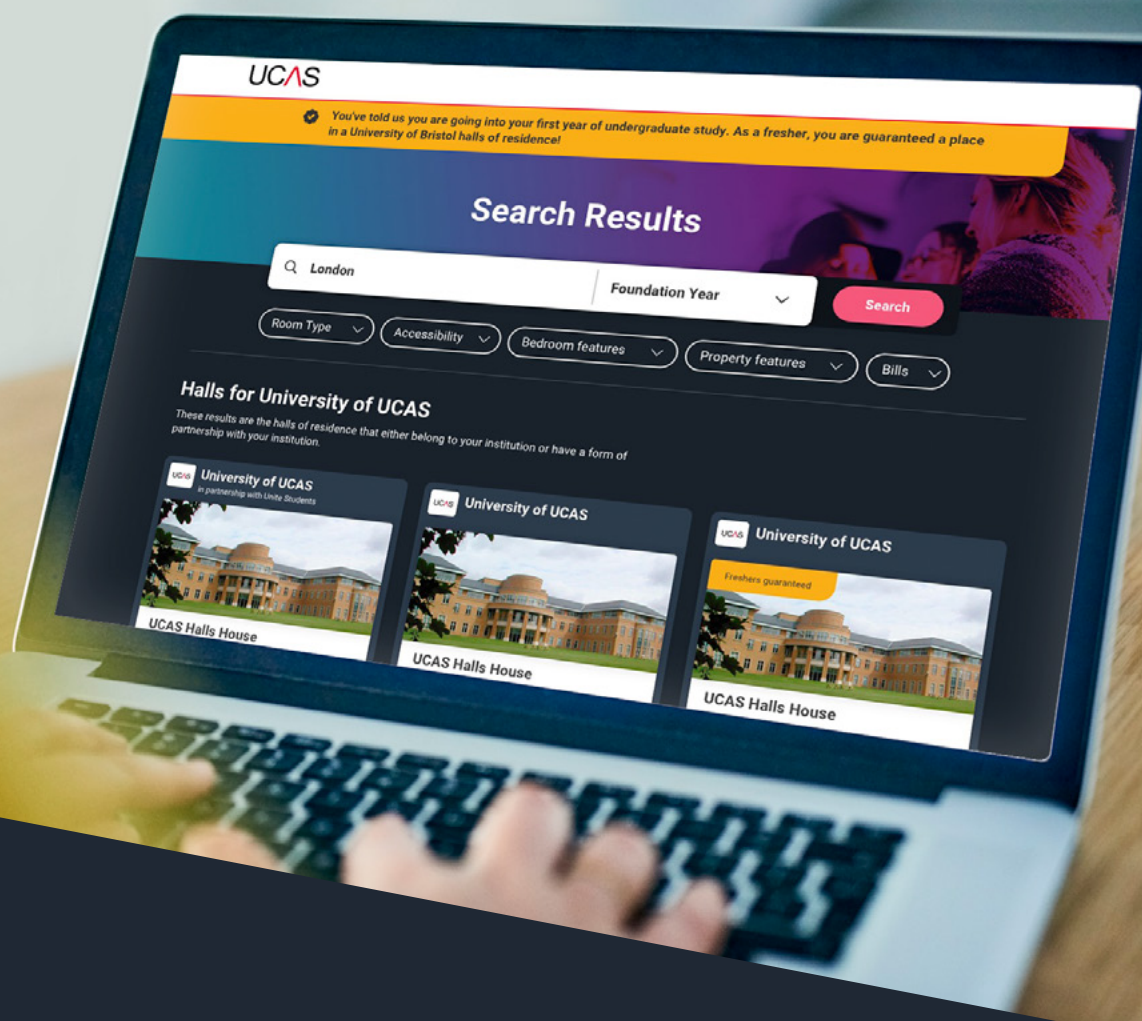 UCAS
You've told us you are going into your first year of undergraduate study. As a fresher, you are guaranteed a place
in a University of Bristol halls of residence!
Search Results
London
Foundation Year
Search
Room Type
Accessibility
Bedroom features
Property features
Bills
Halls for University of UCAS
These results are the halls of residence that either belong to your institution or have a form of
partnership with your institution.
UCAS
University of UCAS
in partnership with Unite Students
UCAS Halls House
UCAS
University of UCAS
UCAS Halls House
UCAS
University of UCAS
Freshers guaranteed
UCAS Halls House